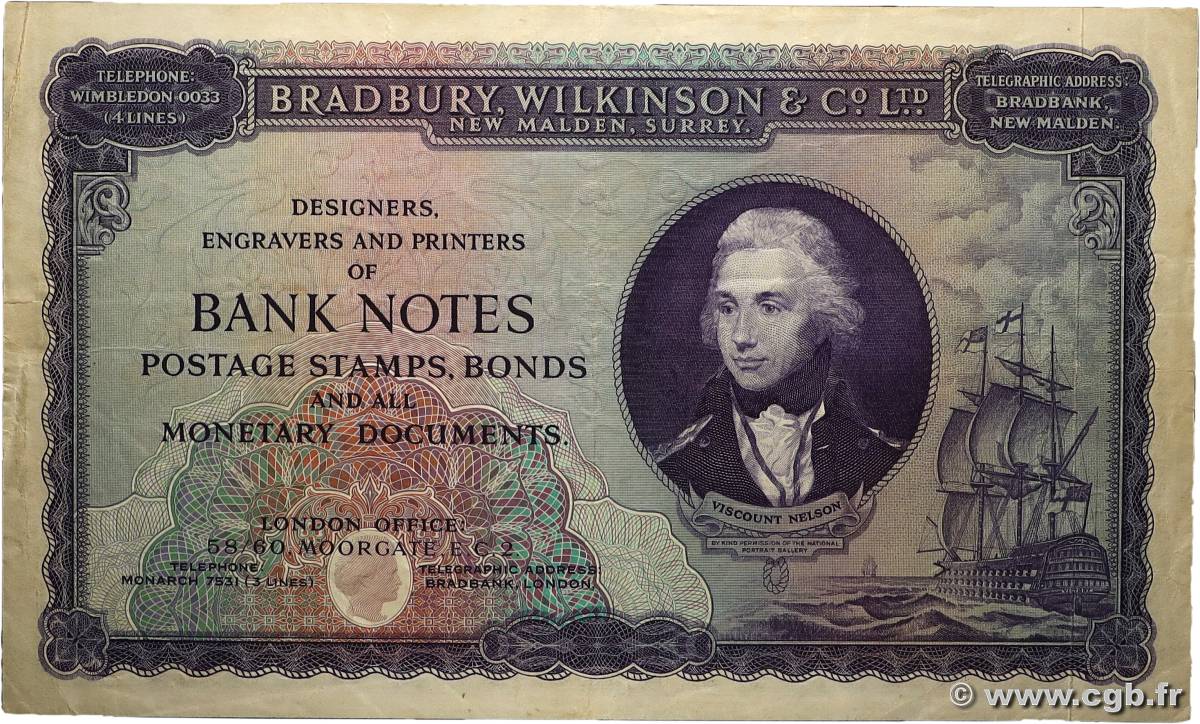 TELEPHONE:
WIMBLEDON 0033
(4 LINES)
BRADBURY, WILKINSON & Cº LTD
NEW MALDEN, SURREY.
TELEGRAPHIC ADDRESS:
BRADBANK,
NEW MALDEN.
DESIGNERS,
ENGRAVERS AND PRINTERS
OF
BANK NOTES
POSTAGE STAMPS, BONDS
AND ALL
MONETARY DOCUMENTS.
LONDON OFFICE:
58/60, MOORGATE, E.C.2
TELEPHONE:
MONARCH 7531 (3 LINES)
TELEGRAPHIC ADDRESS:
BRADBANK, LONDON.
VISCOUNT NELSON
BY KIND PERMISSION OF THE NATIONAL
PORTRAIT GALLERY
© www.cgb.fr